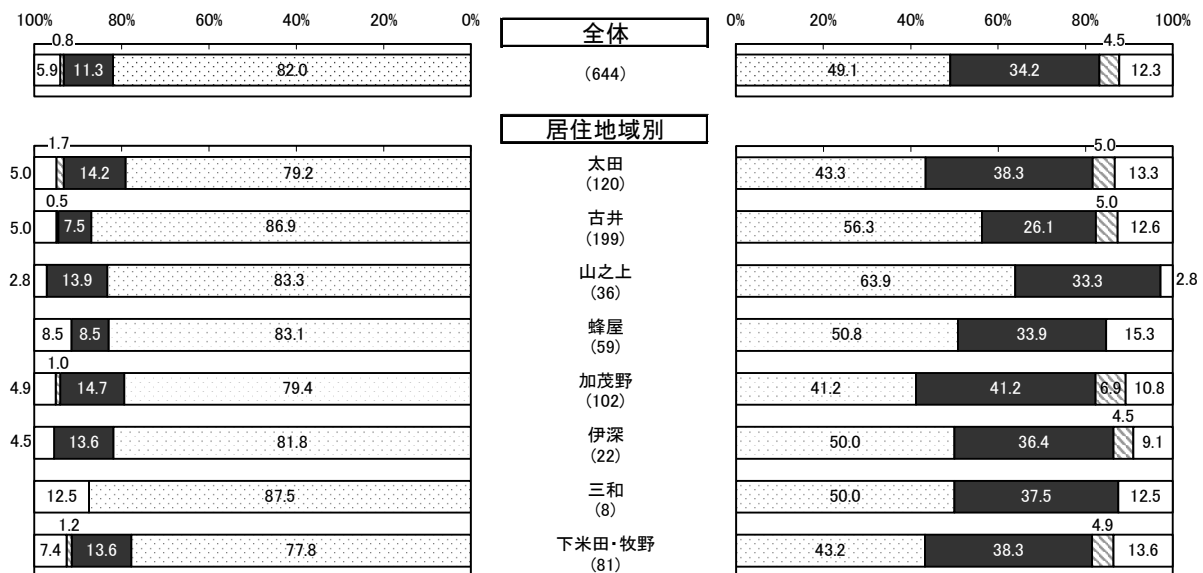 100% 80% 60% 40% 20% 0%
0% 20% 40% 60% 80% 100%
全体
(644)
0.8
5.9 11.3 82.0
4.5
49.1 34.2 12.3
居住地域別
太田
(120)
1.7
5.0 14.2 79.2
5.0
43.3 38.3 13.3
古井
(199)
0.5
5.0 7.5 86.9
5.0
56.3 26.1 12.6
山之上
(36)
2.8 13.9 83.3
63.9 33.3 2.8
蜂屋
(59)
8.5 8.5 83.1
50.8 33.9 15.3
加茂野
(102)
1.0
4.9 14.7 79.4
41.2 41.2 6.9 10.8
伊深
(22)
4.5 13.6 81.8
4.5
50.0 36.4 9.1
三和
(8)
12.5 87.5
50.0 37.5 12.5
下米田・牧野
(81)
1.2
7.4 13.6 77.8
4.9
43.2 38.3 13.6